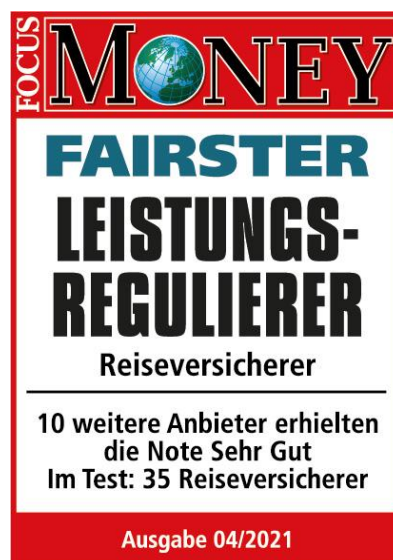 FOCUS
MONEY
FAIRSTER
LEISTUNGS-
REGULIERER
Reiseversicherer
10 weitere Anbieter erhielten
die Note Sehr Gut
Im Test: 35 Reiseversicherer
Ausgabe 04/2021